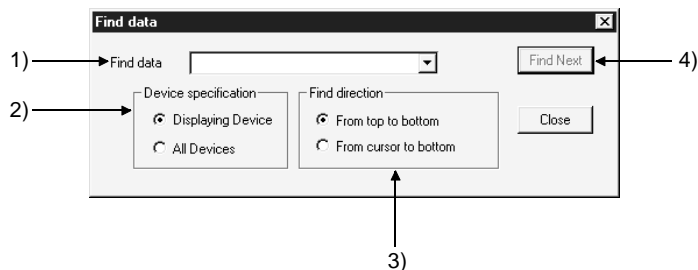 Find data
1)
Find data
Find Next
4)
2)
Device specification
Find direction
Displaying Device
From top to bottom
Close
All Devices
From cursor to bottom
3)